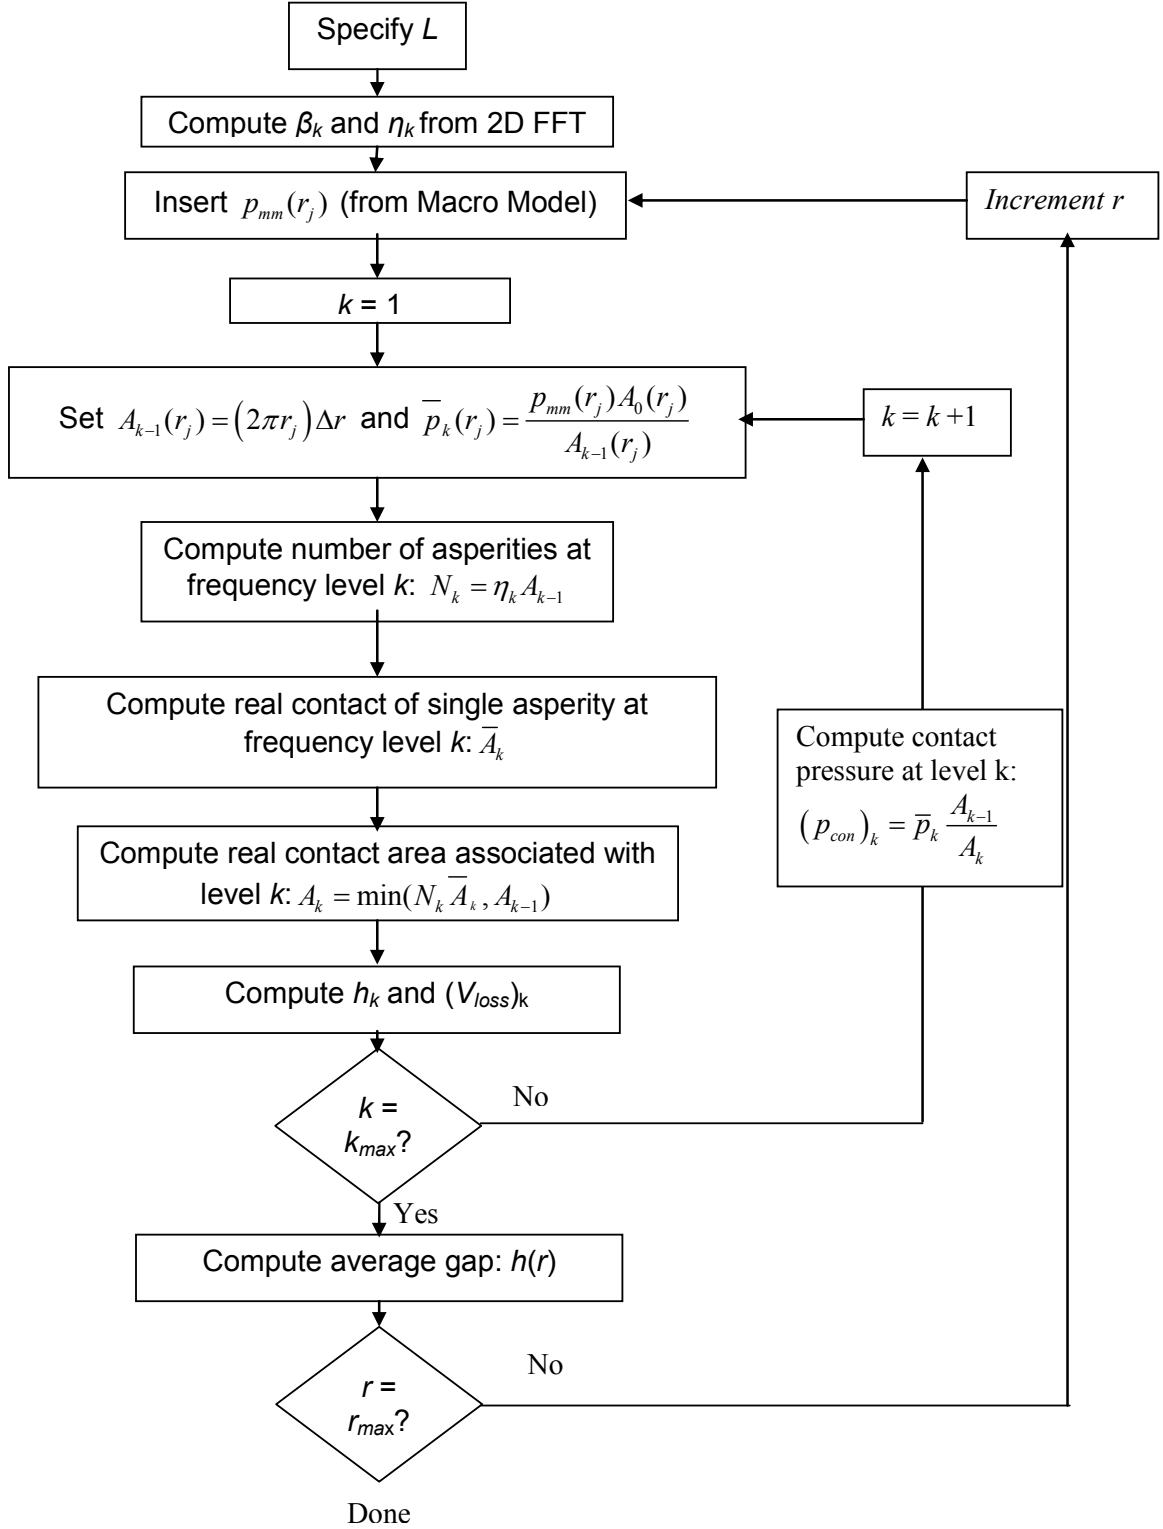 Specify L
Compute βₖ and ηₖ from 2D FFT
Insert pₘₘ(rⱼ) (from Macro Model)
Increment r
k = 1
Set Aₖ₋₁(rⱼ) = (2πrⱼ)Δr and p̄ₖ(rⱼ) = pₘₘ(rⱼ)A₀(rⱼ) / Aₖ₋₁(rⱼ)
k = k +1
Compute number of asperities at
frequency level k: Nₖ = ηₖAₖ₋₁
Compute real contact of single asperity at
frequency level k: Āₖ
Compute contact
pressure at level k:
(p_con)ₖ = p̄ₖ Aₖ₋₁ / Aₖ
Compute real contact area associated with
level k: Aₖ = min(NₖĀₖ, Aₖ₋₁)
Compute hₖ and (V_loss)ₖ
k =
k_max?
No
Yes
Compute average gap: h(r)
r =
r_max?
No
Done